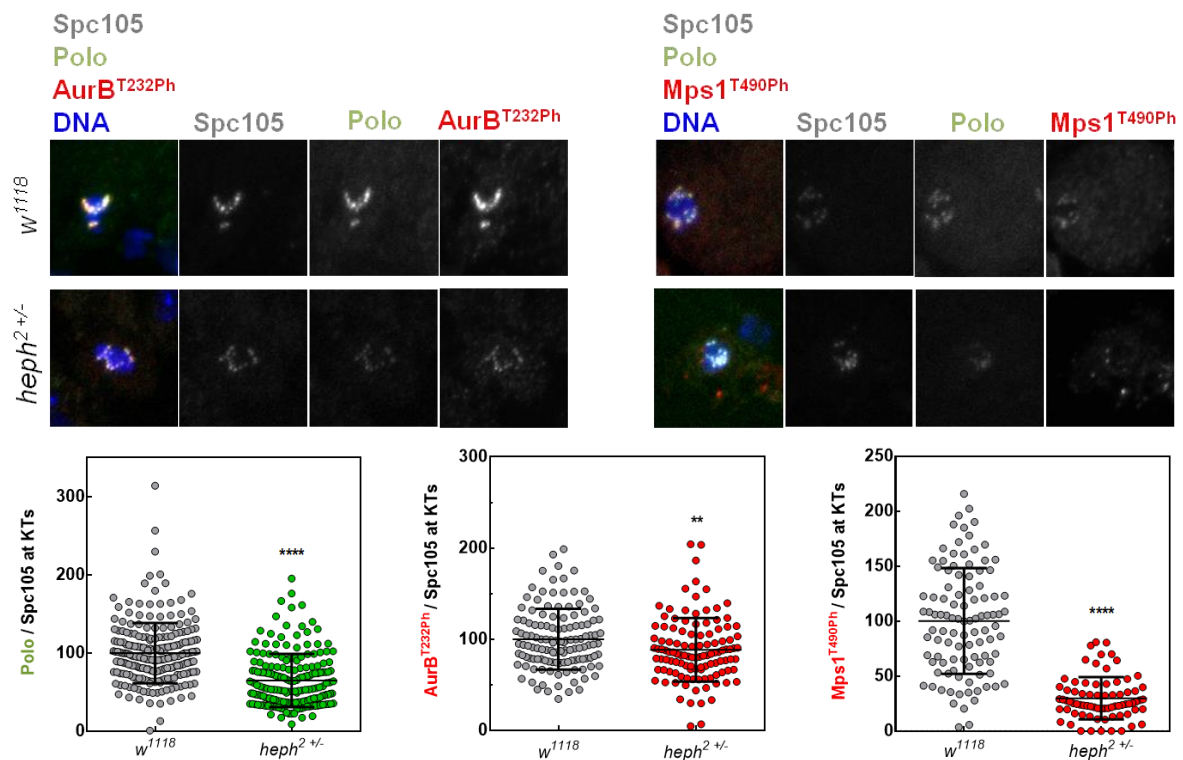 Spc105
Polo
AurB^T232Ph
DNA Spc105 Polo AurB^T232Ph
w^1118
heph^2 +/-
Spc105
Polo
Mps1^T490Ph
DNA Spc105 Polo Mps1^T490Ph
Polo / Spc105 at KTs
300
200
100
0
****
w^1118 heph^2 +/-
AurB^T232Ph / Spc105 at KTs
300
200
100
0
**
w^1118 heph^2 +/-
Mps1^T490Ph / Spc105 at KTs
250
200
150
100
50
0
****
w^1118 heph^2 +/-